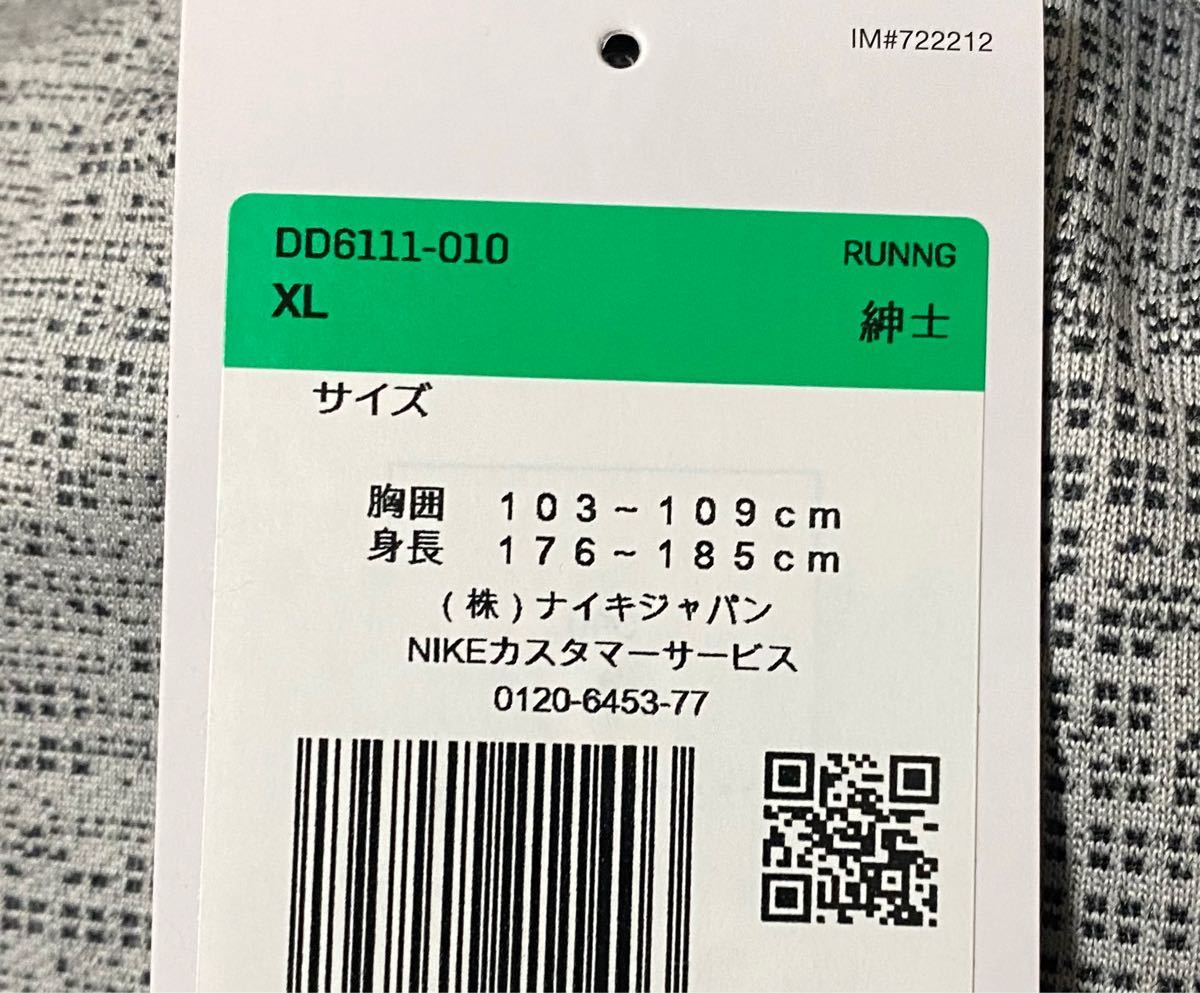 IM#722212
DD6111-010 RUNNG
XL 紳士
サイズ
胸囲 103~109cm
身長 176~185cm
(株)ナイキジャパン
NIKEカスタマーサービス
0120-6453-77